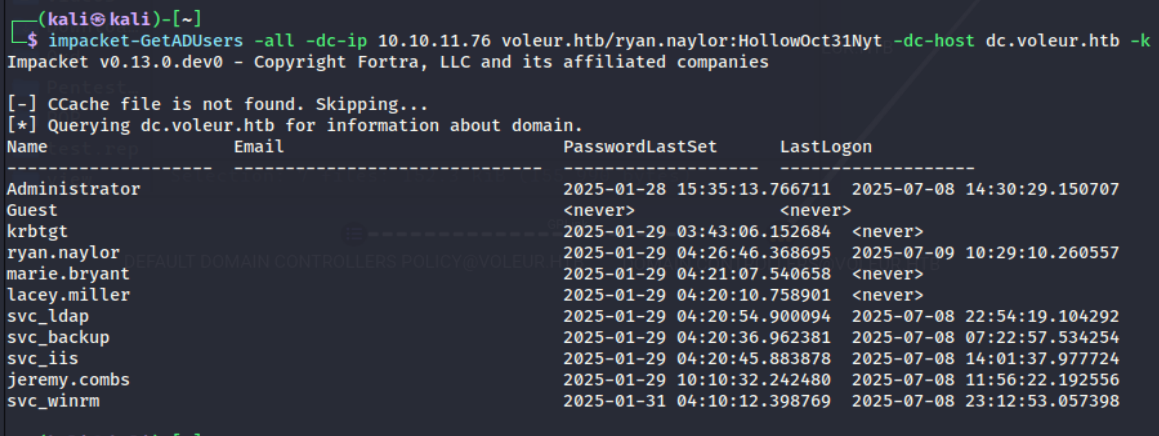 (kali㉿kali)-[~]
$ impacket-GetADUsers -all -dc-ip 10.10.11.76 voleur.htb/ryan.naylor:HollowOct31Nyt -dc-host dc.voleur.htb -k
Impacket v0.13.0.dev0 - Copyright Fortra, LLC and its affiliated companies
[-] CCache file is not found. Skipping...
[*] Querying dc.voleur.htb for information about domain.
Name Email PasswordLastSet LastLogon
-------------------- ------------------------------ ------------------- -------------------
Administrator 2025-01-28 15:35:13.766711 2025-07-08 14:30:29.150707
Guest <never> <never>
krbtgt 2025-01-29 03:43:06.152684 <never>
ryan.naylor 2025-01-29 04:26:46.368695 2025-07-09 10:29:10.260557
DEFAULT DOMAIN CONTROLLERS POLICY@VOLEUR
marie.bryant 2025-01-29 04:21:07.540658 <never>
lacey.miller 2025-01-29 04:20:10.758901 <never>
svc_ldap 2025-01-29 04:20:54.900094 2025-07-08 22:54:19.104292
svc_backup 2025-01-29 04:20:36.962381 2025-07-08 07:22:57.534254
svc_iis 2025-01-29 04:20:45.883878 2025-07-08 14:01:37.977724
jeremy.combs 2025-01-29 10:10:32.242480 2025-07-08 11:56:22.192556
svc_winrm 2025-01-31 04:10:12.398769 2025-07-08 23:12:53.057398